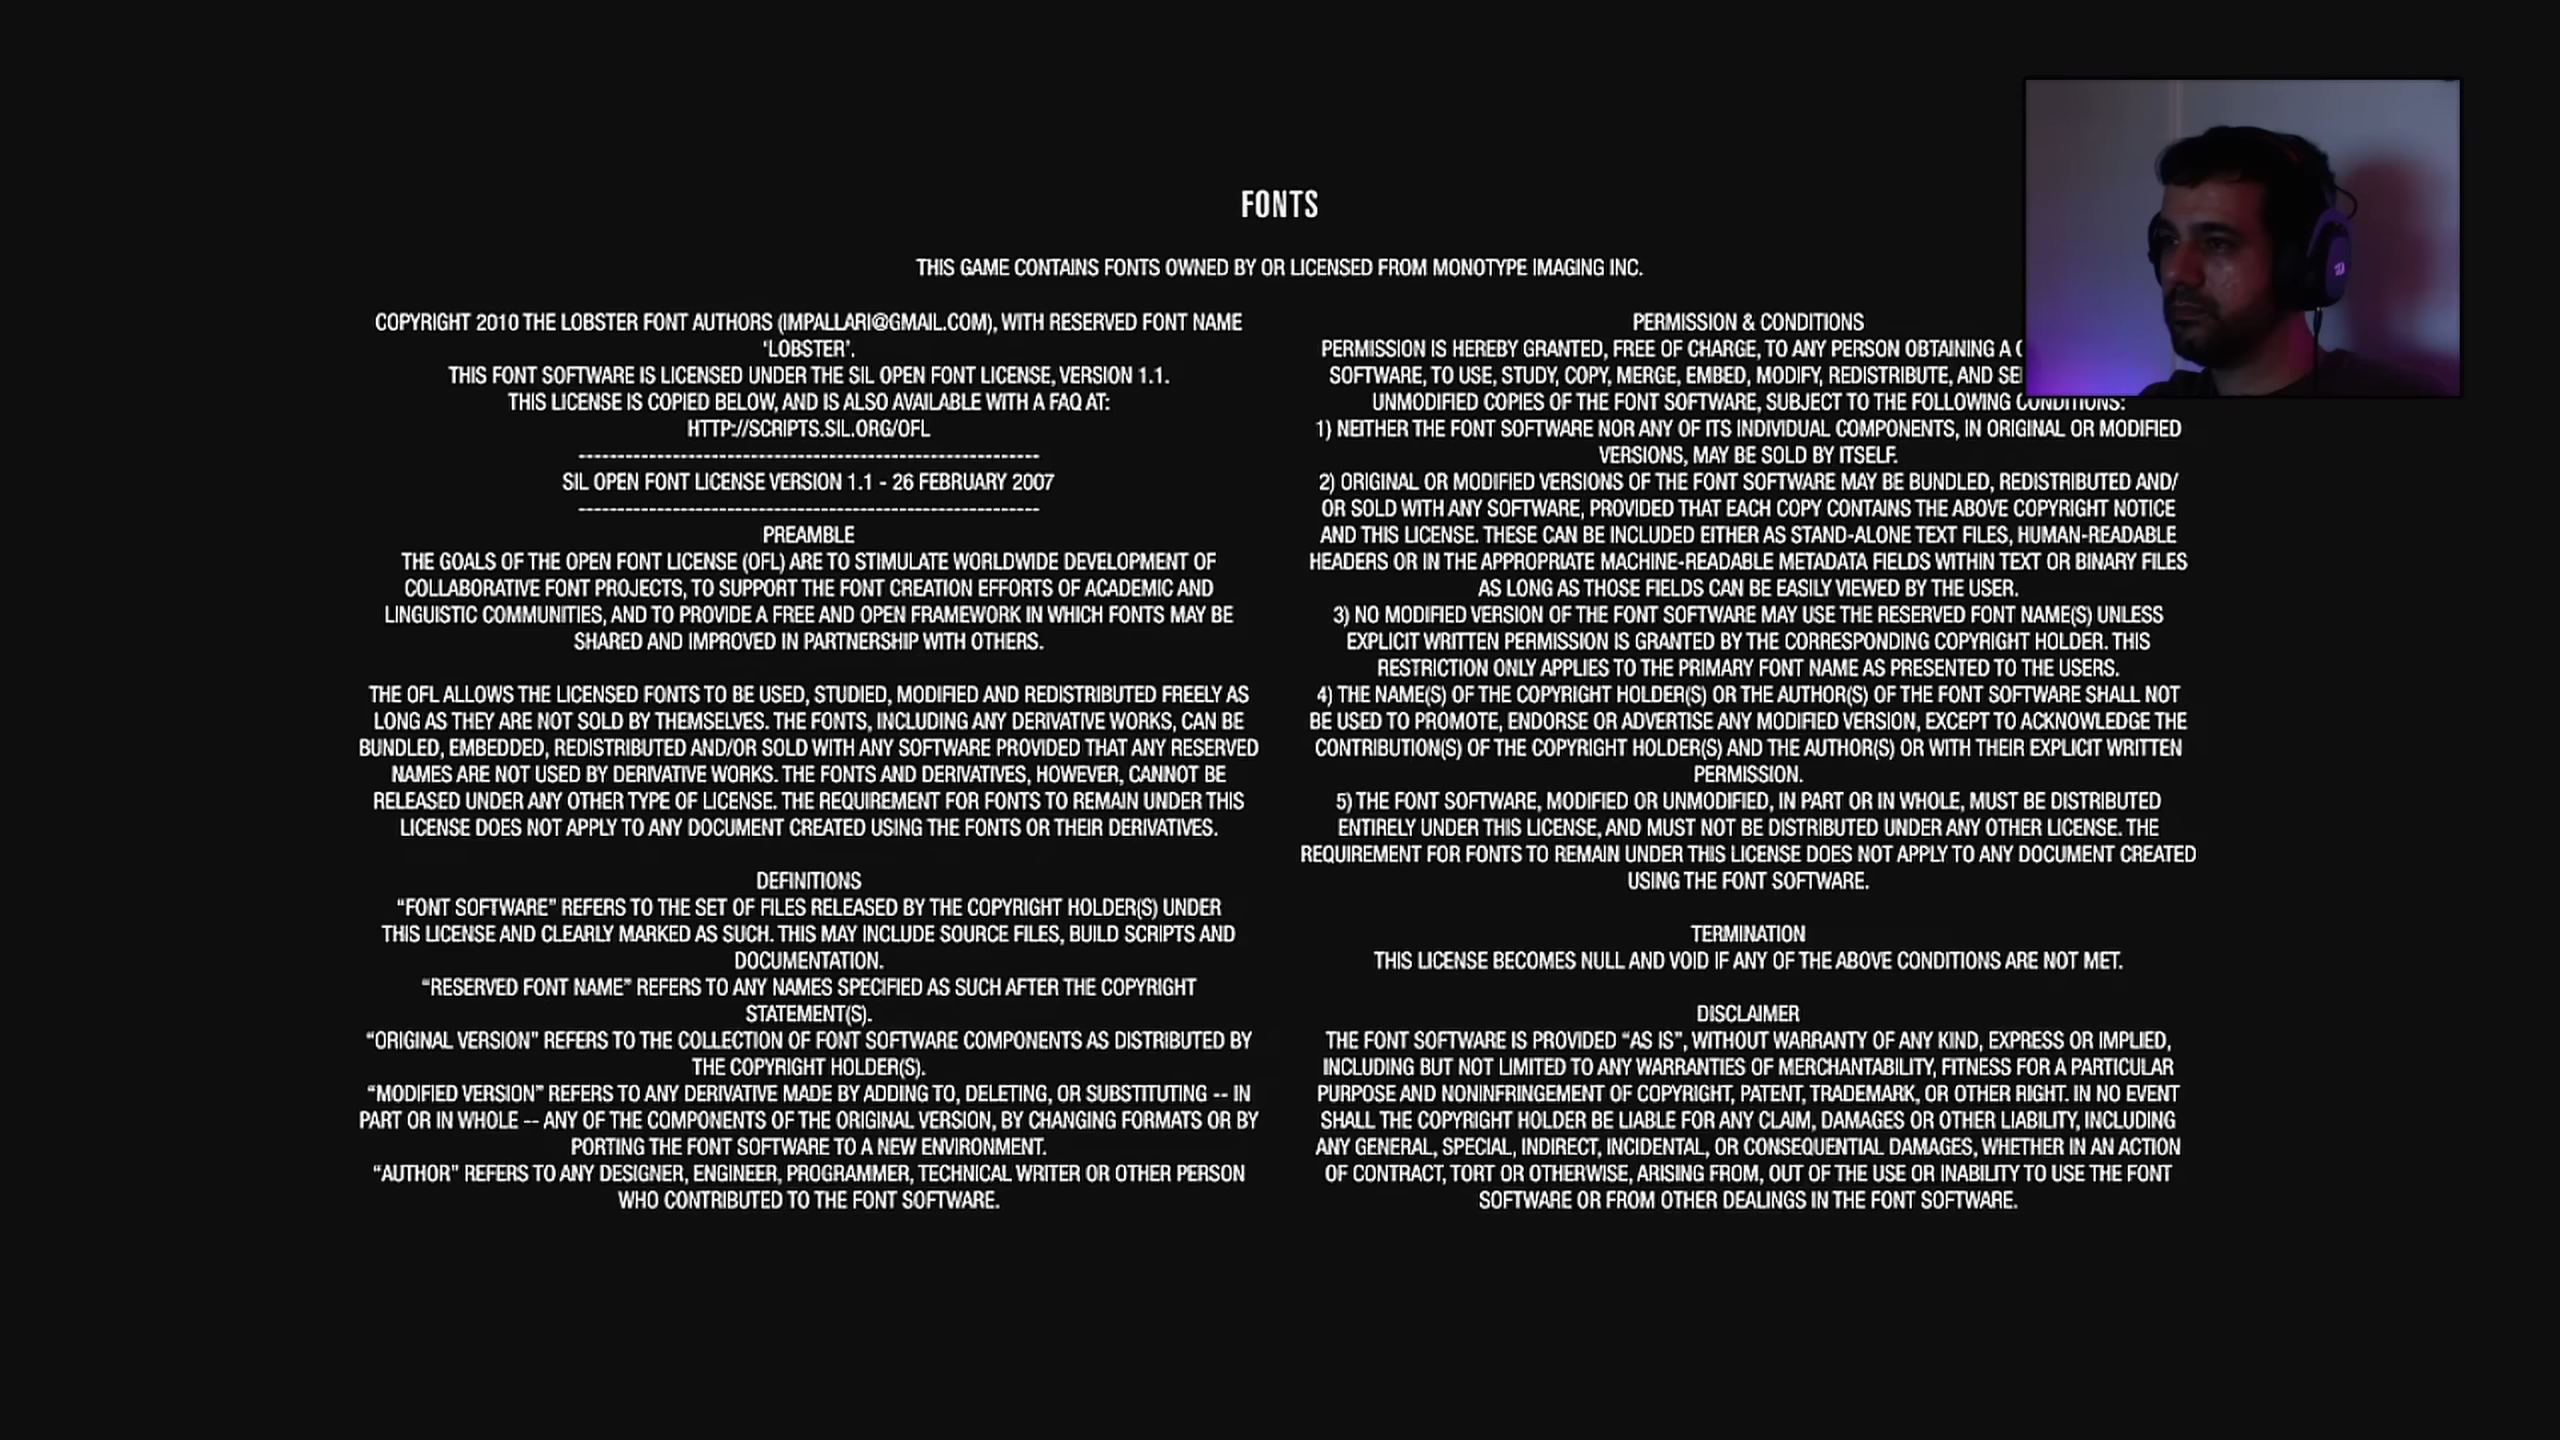 FONTS
THIS GAME CONTAINS FONTS OWNED BY OR LICENSED FROM MONOTYPE IMAGING INC.
COPYRIGHT 2010 THE LOBSTER FONT AUTHORS (IMPALLARI@GMAIL.COM), WITH RESERVED FONT NAME
‘LOBSTER’.
THIS FONT SOFTWARE IS LICENSED UNDER THE SIL OPEN FONT LICENSE, VERSION 1.1.
THIS LICENSE IS COPIED BELOW, AND IS ALSO AVAILABLE WITH A FAQ AT:
HTTP://SCRIPTS.SIL.ORG/OFL
-----------------------------------------------------------
SIL OPEN FONT LICENSE VERSION 1.1 - 26 FEBRUARY 2007
-----------------------------------------------------------
PREAMBLE
THE GOALS OF THE OPEN FONT LICENSE (OFL) ARE TO STIMULATE WORLDWIDE DEVELOPMENT OF
COLLABORATIVE FONT PROJECTS, TO SUPPORT THE FONT CREATION EFFORTS OF ACADEMIC AND
LINGUISTIC COMMUNITIES, AND TO PROVIDE A FREE AND OPEN FRAMEWORK IN WHICH FONTS MAY BE
SHARED AND IMPROVED IN PARTNERSHIP WITH OTHERS.
THE OFL ALLOWS THE LICENSED FONTS TO BE USED, STUDIED, MODIFIED AND REDISTRIBUTED FREELY AS
LONG AS THEY ARE NOT SOLD BY THEMSELVES. THE FONTS, INCLUDING ANY DERIVATIVE WORKS, CAN BE
BUNDLED, EMBEDDED, REDISTRIBUTED AND/OR SOLD WITH ANY SOFTWARE PROVIDED THAT ANY RESERVED
NAMES ARE NOT USED BY DERIVATIVE WORKS. THE FONTS AND DERIVATIVES, HOWEVER, CANNOT BE
RELEASED UNDER ANY OTHER TYPE OF LICENSE. THE REQUIREMENT FOR FONTS TO REMAIN UNDER THIS
LICENSE DOES NOT APPLY TO ANY DOCUMENT CREATED USING THE FONTS OR THEIR DERIVATIVES.
DEFINITIONS
“FONT SOFTWARE” REFERS TO THE SET OF FILES RELEASED BY THE COPYRIGHT HOLDER(S) UNDER
THIS LICENSE AND CLEARLY MARKED AS SUCH. THIS MAY INCLUDE SOURCE FILES, BUILD SCRIPTS AND
DOCUMENTATION.
“RESERVED FONT NAME” REFERS TO ANY NAMES SPECIFIED AS SUCH AFTER THE COPYRIGHT
STATEMENT(S).
“ORIGINAL VERSION” REFERS TO THE COLLECTION OF FONT SOFTWARE COMPONENTS AS DISTRIBUTED BY
THE COPYRIGHT HOLDER(S).
“MODIFIED VERSION” REFERS TO ANY DERIVATIVE MADE BY ADDING TO, DELETING, OR SUBSTITUTING -- IN
PART OR IN WHOLE -- ANY OF THE COMPONENTS OF THE ORIGINAL VERSION, BY CHANGING FORMATS OR BY
PORTING THE FONT SOFTWARE TO A NEW ENVIRONMENT.
“AUTHOR” REFERS TO ANY DESIGNER, ENGINEER, PROGRAMMER, TECHNICAL WRITER OR OTHER PERSON
WHO CONTRIBUTED TO THE FONT SOFTWARE.
PERMISSION & CONDITIONS
PERMISSION IS HEREBY GRANTED, FREE OF CHARGE, TO ANY PERSON OBTAINING A
SOFTWARE, TO USE, STUDY, COPY, MERGE, EMBED, MODIFY, REDISTRIBUTE, AND
UNMODIFIED COPIES OF THE FONT SOFTWARE, SUBJECT TO THE FOLLOWING CONDITIONS:
1) NEITHER THE FONT SOFTWARE NOR ANY OF ITS INDIVIDUAL COMPONENTS, IN ORIGINAL OR MODIFIED
VERSIONS, MAY BE SOLD BY ITSELF.
2) ORIGINAL OR MODIFIED VERSIONS OF THE FONT SOFTWARE MAY BE BUNDLED, REDISTRIBUTED AND/
OR SOLD WITH ANY SOFTWARE, PROVIDED THAT EACH COPY CONTAINS THE ABOVE COPYRIGHT NOTICE
AND THIS LICENSE. THESE CAN BE INCLUDED EITHER AS STAND-ALONE TEXT FILES, HUMAN-READABLE
HEADERS OR IN THE APPROPRIATE MACHINE-READABLE METADATA FIELDS WITHIN TEXT OR BINARY FILES
AS LONG AS THOSE FIELDS CAN BE EASILY VIEWED BY THE USER.
3) NO MODIFIED VERSION OF THE FONT SOFTWARE MAY USE THE RESERVED FONT NAME(S) UNLESS
EXPLICIT WRITTEN PERMISSION IS GRANTED BY THE CORRESPONDING COPYRIGHT HOLDER. THIS
RESTRICTION ONLY APPLIES TO THE PRIMARY FONT NAME AS PRESENTED TO THE USERS.
4) THE NAME(S) OF THE COPYRIGHT HOLDER(S) OR THE AUTHOR(S) OF THE FONT SOFTWARE SHALL NOT
BE USED TO PROMOTE, ENDORSE OR ADVERTISE ANY MODIFIED VERSION, EXCEPT TO ACKNOWLEDGE THE
CONTRIBUTION(S) OF THE COPYRIGHT HOLDER(S) AND THE AUTHOR(S) OR WITH THEIR EXPLICIT WRITTEN
PERMISSION.
5) THE FONT SOFTWARE, MODIFIED OR UNMODIFIED, IN PART OR IN WHOLE, MUST BE DISTRIBUTED
ENTIRELY UNDER THIS LICENSE, AND MUST NOT BE DISTRIBUTED UNDER ANY OTHER LICENSE. THE
REQUIREMENT FOR FONTS TO REMAIN UNDER THIS LICENSE DOES NOT APPLY TO ANY DOCUMENT CREATED
USING THE FONT SOFTWARE.
TERMINATION
THIS LICENSE BECOMES NULL AND VOID IF ANY OF THE ABOVE CONDITIONS ARE NOT MET.
DISCLAIMER
THE FONT SOFTWARE IS PROVIDED “AS IS”, WITHOUT WARRANTY OF ANY KIND, EXPRESS OR IMPLIED,
INCLUDING BUT NOT LIMITED TO ANY WARRANTIES OF MERCHANTABILITY, FITNESS FOR A PARTICULAR
PURPOSE AND NONINFRINGEMENT OF COPYRIGHT, PATENT, TRADEMARK, OR OTHER RIGHT. IN NO EVENT
SHALL THE COPYRIGHT HOLDER BE LIABLE FOR ANY CLAIM, DAMAGES OR OTHER LIABILITY, INCLUDING
ANY GENERAL, SPECIAL, INDIRECT, INCIDENTAL, OR CONSEQUENTIAL DAMAGES, WHETHER IN AN ACTION
OF CONTRACT, TORT OR OTHERWISE, ARISING FROM, OUT OF THE USE OR INABILITY TO USE THE FONT
SOFTWARE OR FROM OTHER DEALINGS IN THE FONT SOFTWARE.